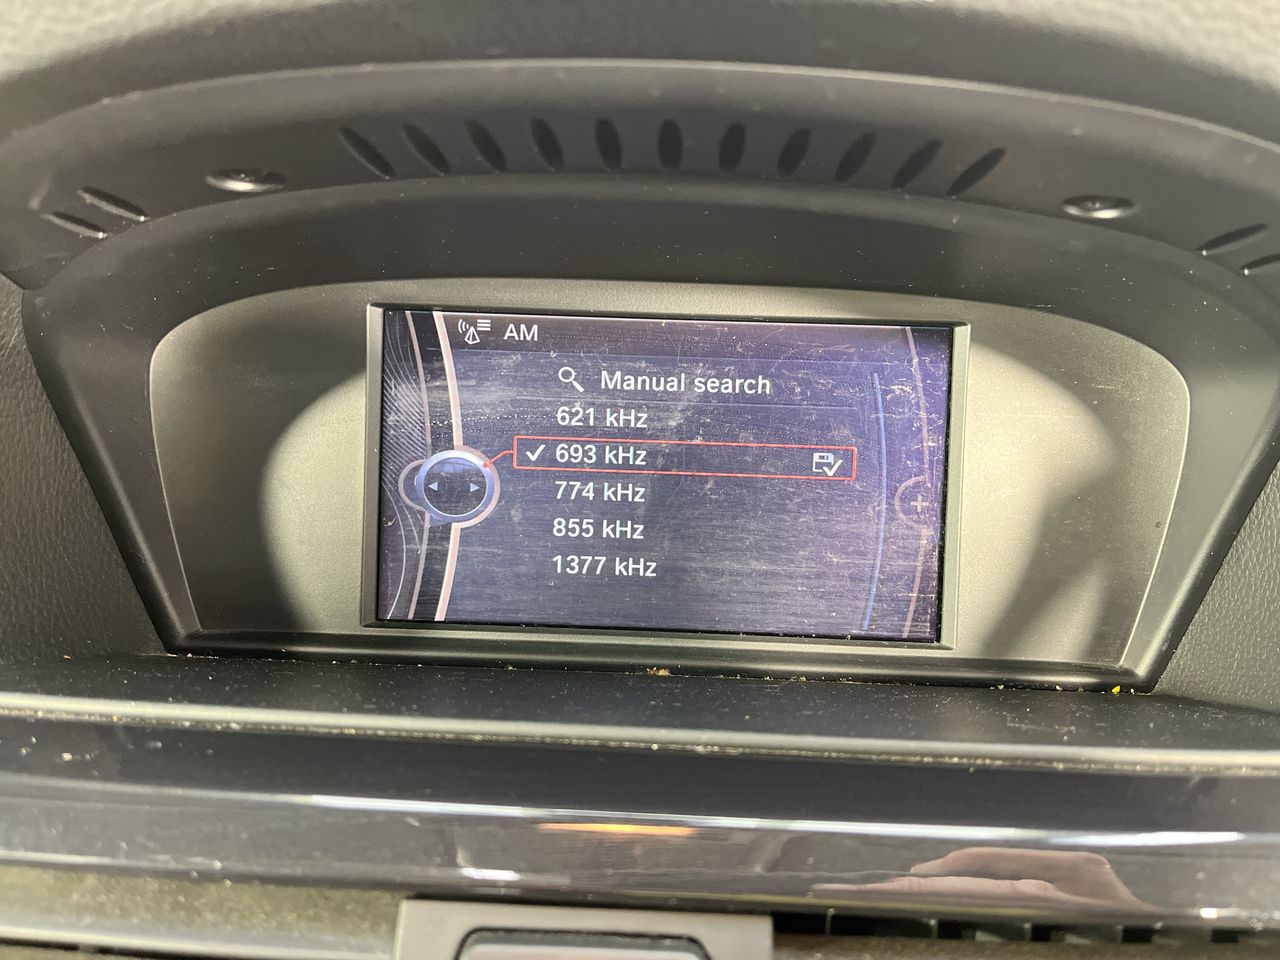 AM
Manual search
621 kHz
693 kHz
774 kHz
855 kHz
1377 kHz